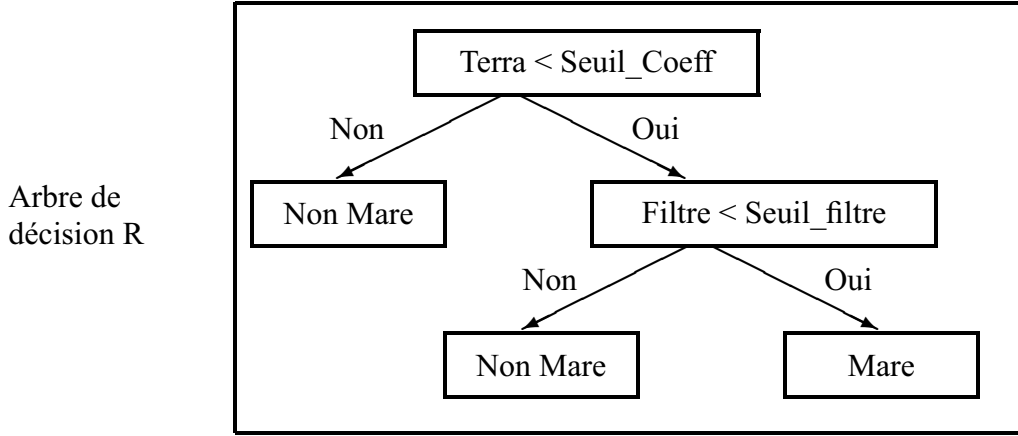 Terra < Seuil_Coeff
Non
Oui
Arbre de
décision R
Non Mare
Filtre < Seuil_filtre
Non
Oui
Non Mare
Mare